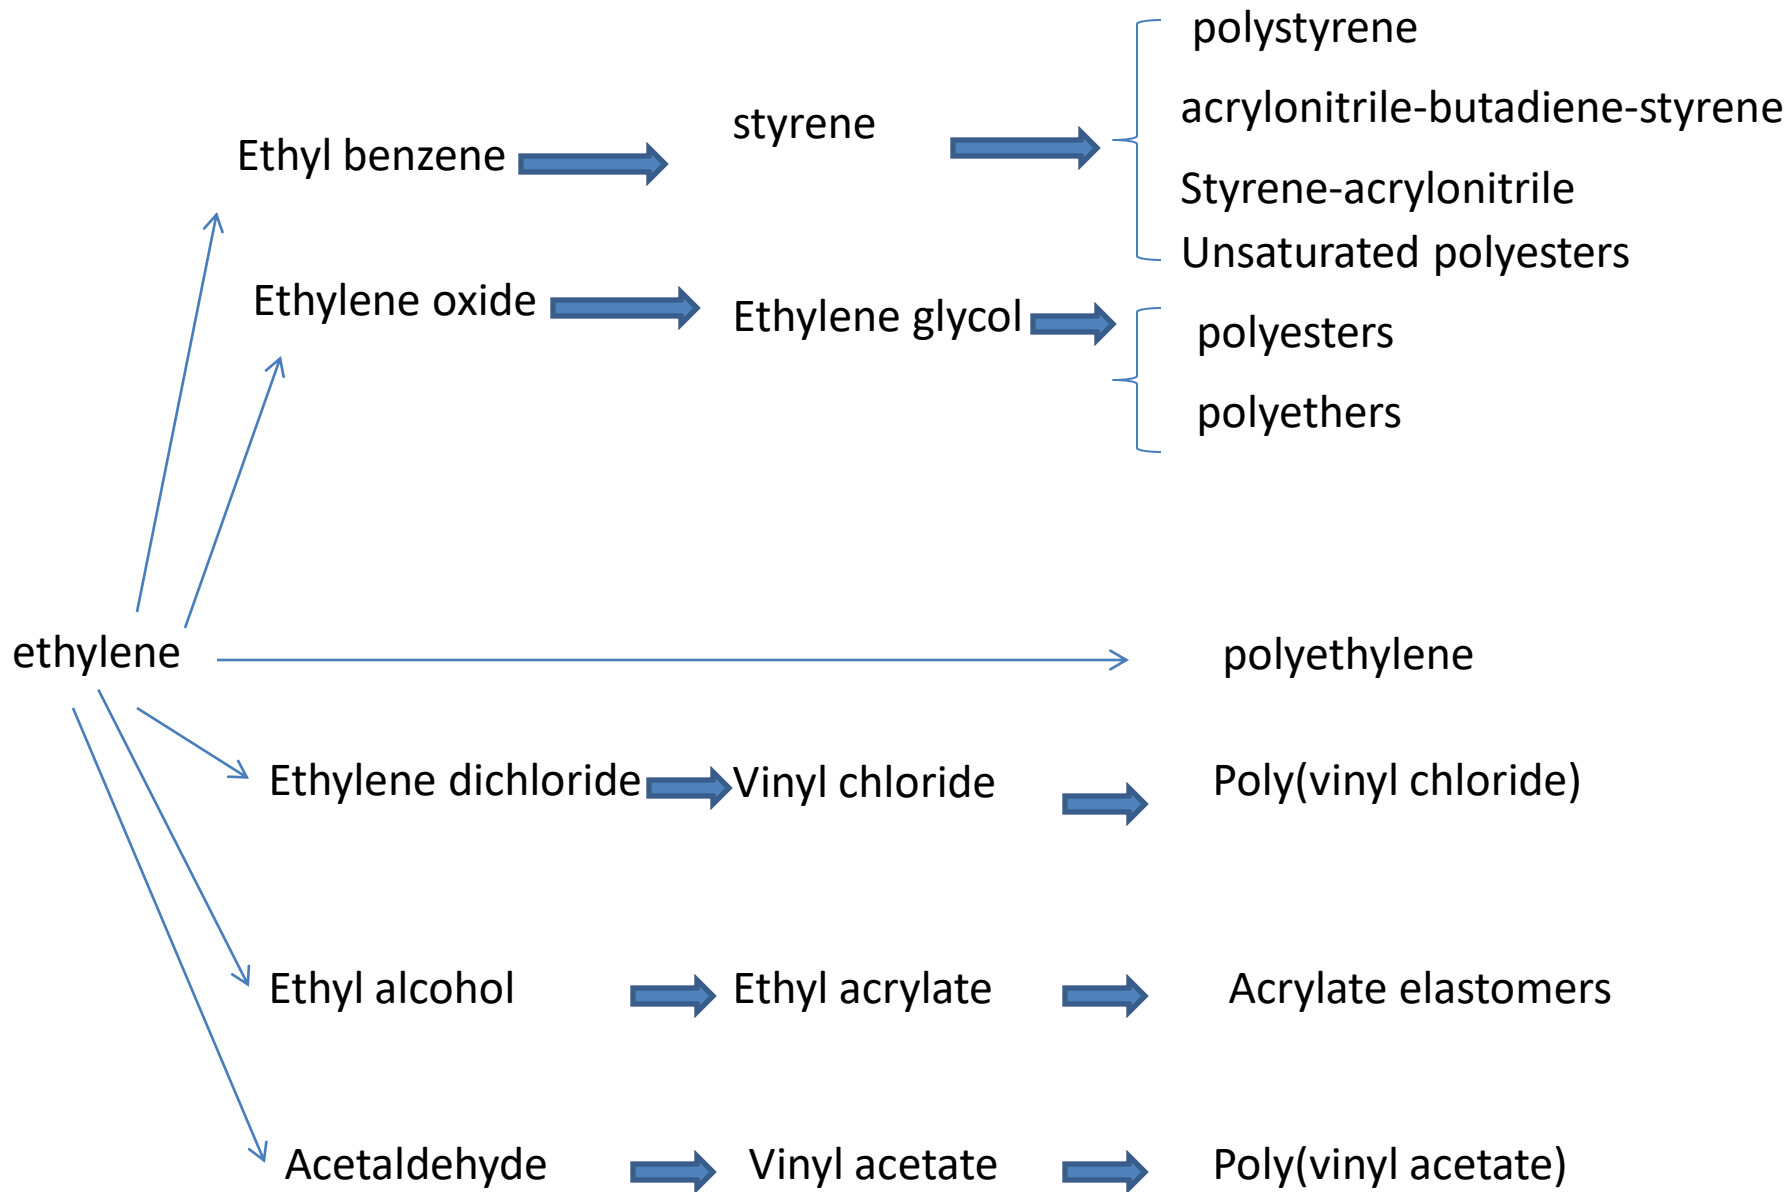 polystyrene
acrylonitrile-butadiene-styrene
styrene
Ethyl benzene
Styrene-acrylonitrile
Unsaturated polyesters
Ethylene oxide
Ethylene glycol
polyesters
polyethers
ethylene
polyethylene
Ethylene dichloride
Vinyl chloride
Poly(vinyl chloride)
Ethyl alcohol
Ethyl acrylate
Acrylate elastomers
Acetaldehyde
Vinyl acetate
Poly(vinyl acetate)